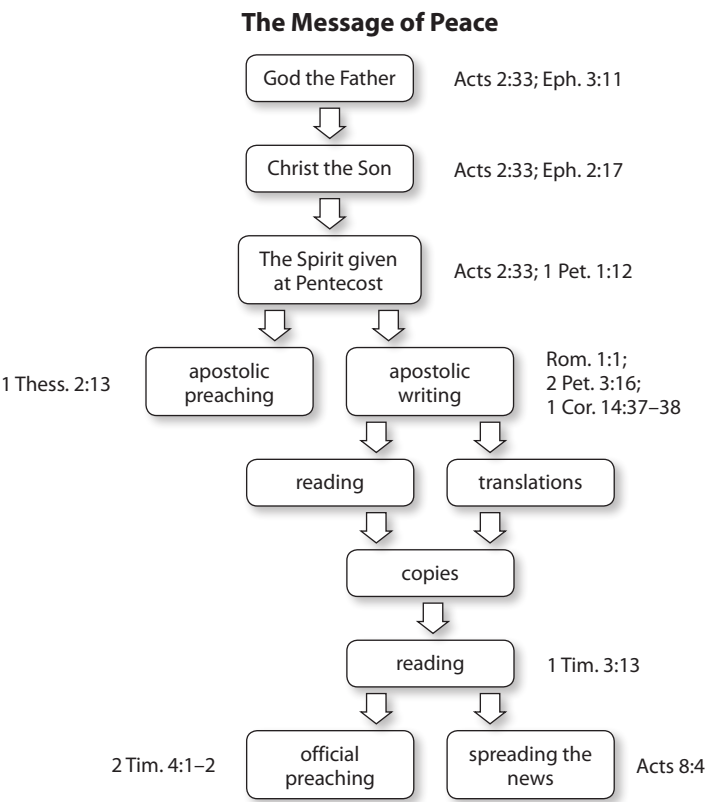 The Message of Peace
God the Father
Acts 2:33; Eph. 3:11
Christ the Son
Acts 2:33; Eph. 2:17
The Spirit given
at Pentecost
Acts 2:33; 1 Pet. 1:12
1 Thess. 2:13
apostolic
preaching
apostolic
writing
Rom. 1:1;
2 Pet. 3:16;
1 Cor. 14:37–38
reading
translations
copies
reading
1 Tim. 3:13
2 Tim. 4:1–2
official
preaching
spreading the
news
Acts 8:4